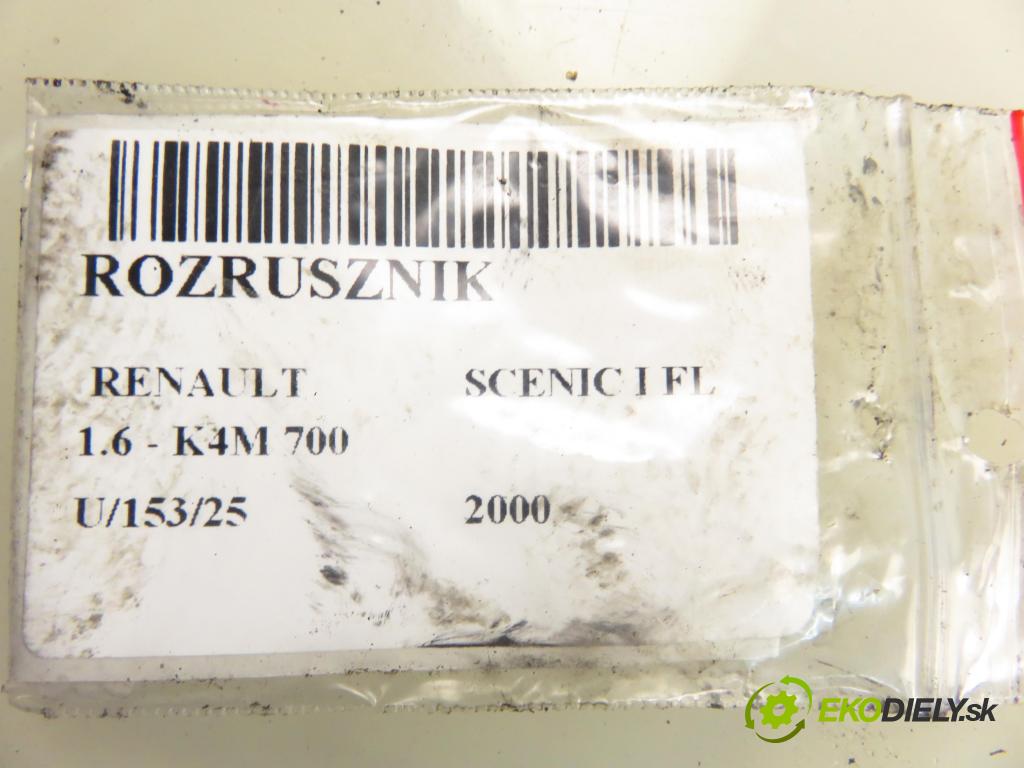 ROZRUSZNIK
RENAULT SCENIC I FL
1.6 - K4M 700
U/153/25 2000
EKODIELY.sk